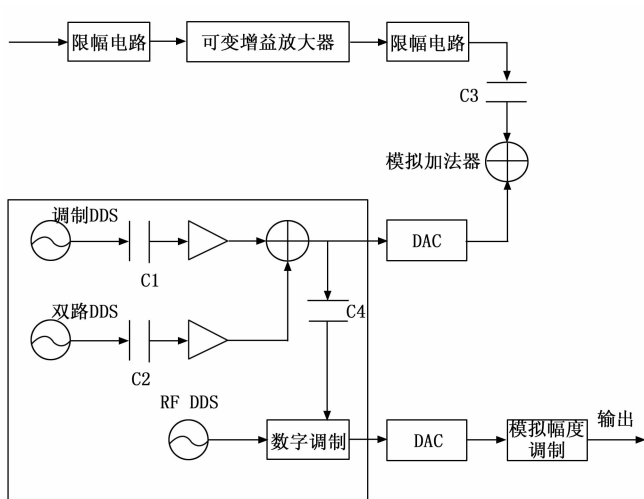 限幅电路
可变增益放大器
限幅电路
C3
模拟加法器
调制DDS
C1
DAC
双路DDS
C4
C2
RF DDS
数字调制
DAC
模拟幅度
调制
输出